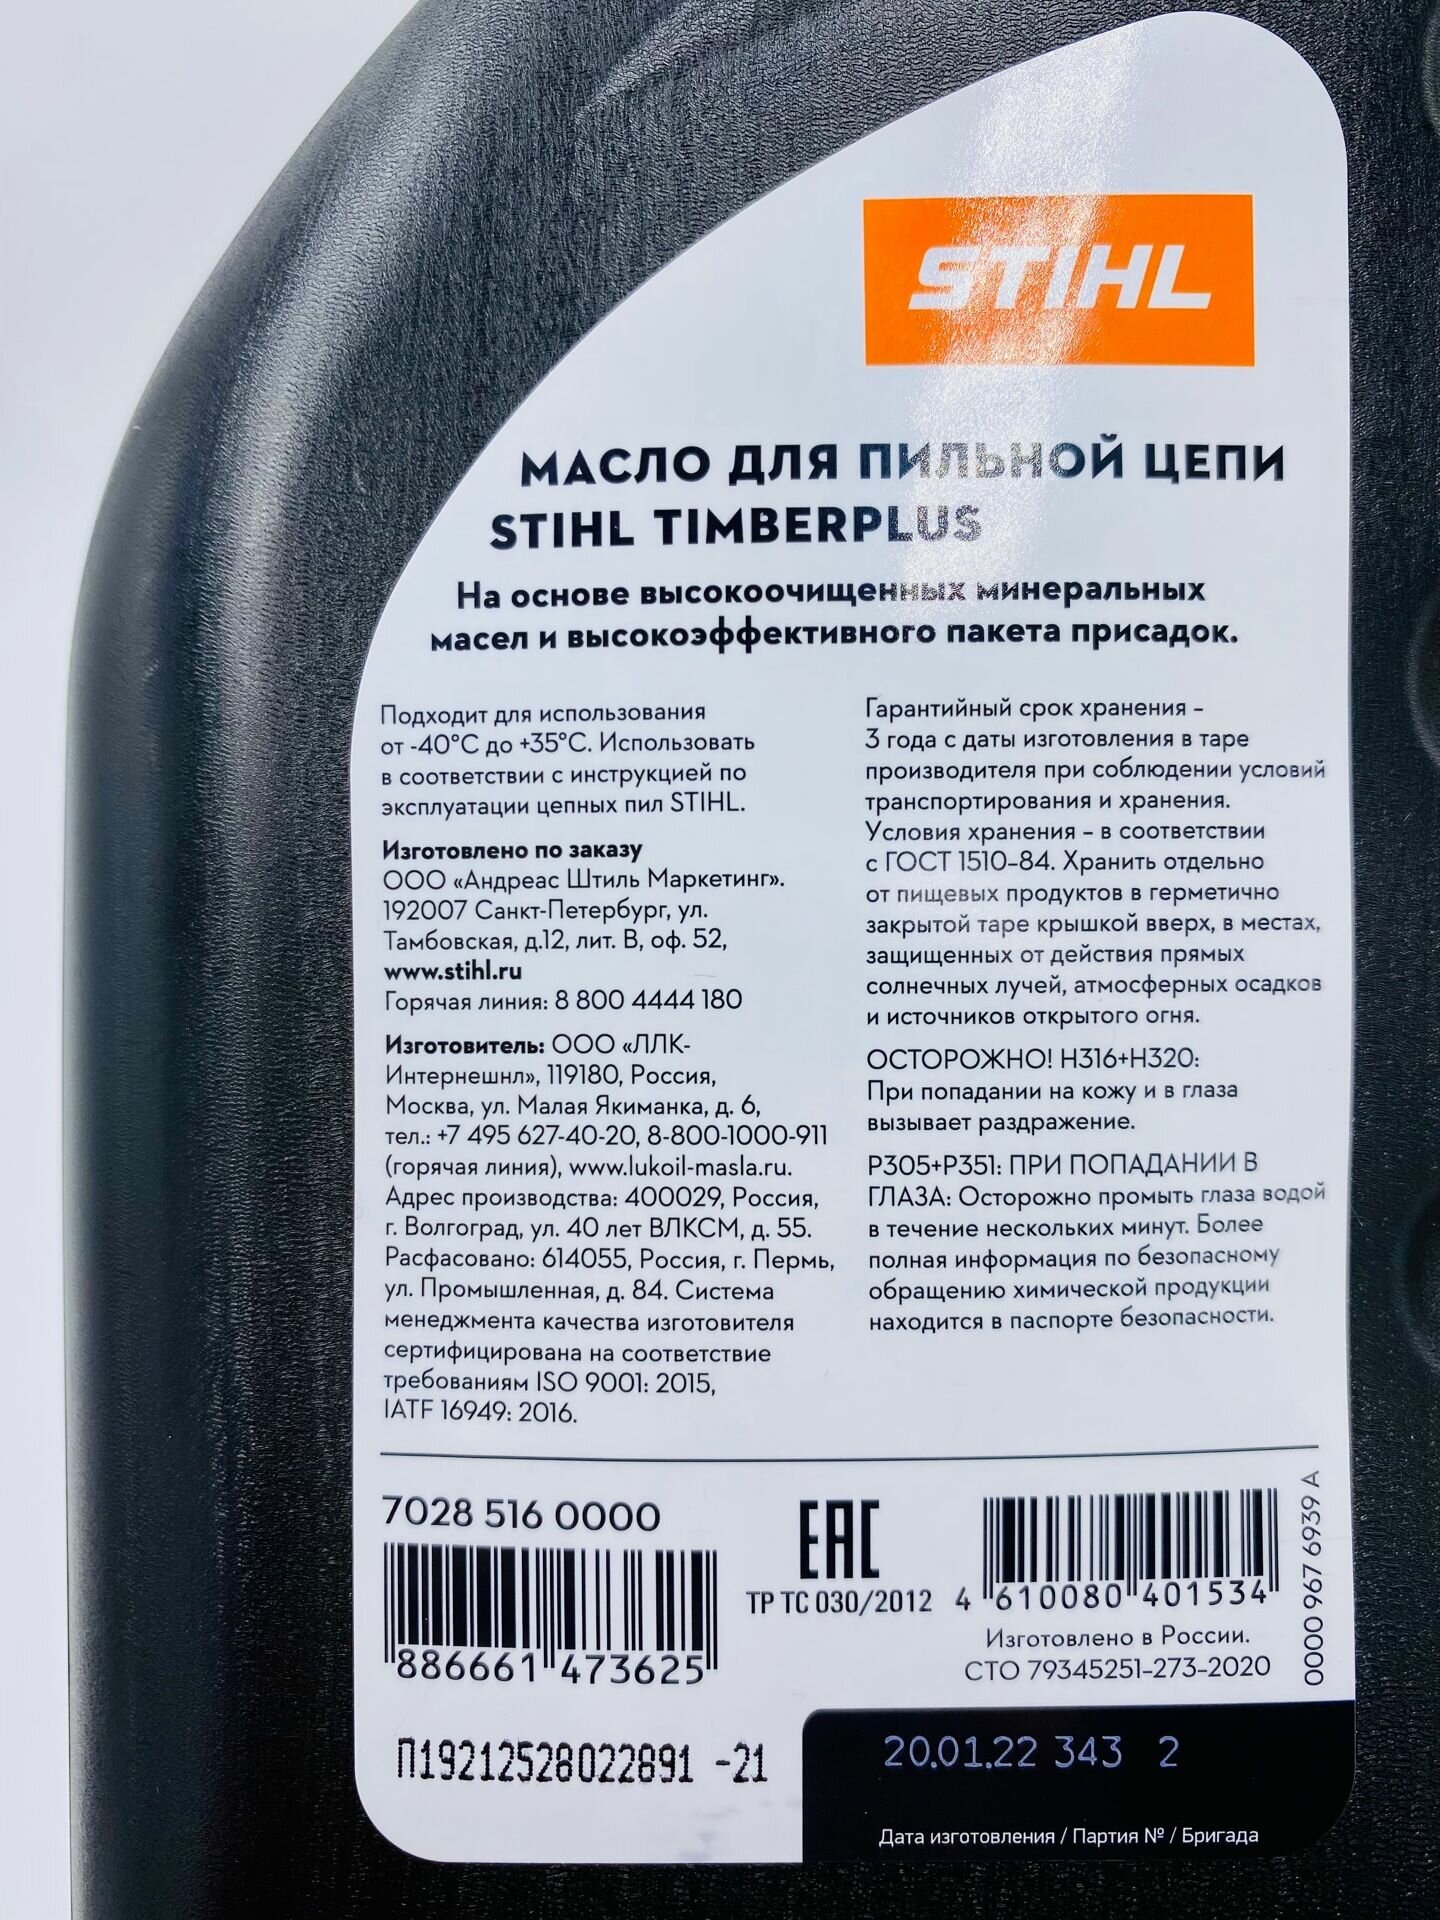 STIHL
МАСЛО ДЛЯ ПИЛЬНОЙ ЦЕПИ
STIHL TIMBERPLUS
На основе высокоочищенных минеральных
масел и высокоэффективного пакета присадок.
Подходит для использования
от -40°C до +35°C. Использовать
в соответствии с инструкцией по
эксплуатации цепных пил STIHL.
Изготовлено по заказу
ООО «Андреас Штиль Маркетинг».
192007 Санкт-Петербург, ул.
Тамбовская, д.12, лит. В, оф. 52,
www.stihl.ru
Горячая линия: 8 800 4444 180
Изготовитель: ООО «ЛЛК-
Интернешнл», 119180, Россия,
Москва, ул. Малая Якиманка, д. 6,
тел.: +7 495 627-40-20, 8-800-1000-911
(горячая линия), www.lukoil-masla.ru.
Адрес производства: 400029, Россия,
г. Волгоград, ул. 40 лет ВЛКСМ, д. 55.
Расфасовано: 614055, Россия, г. Пермь,
ул. Промышленная, д. 84. Система
менеджмента качества изготовителя
сертифицирована на соответствие
требованиям ISO 9001: 2015,
IATF 16949: 2016.
Гарантийный срок хранения –
3 года с даты изготовления в таре
производителя при соблюдении условий
транспортирования и хранения.
Условия хранения – в соответствии
с ГОСТ 1510-84. Хранить отдельно
от пищевых продуктов в герметично
закрытой таре крышкой вверх, в местах,
защищенных от действия прямых
солнечных лучей, атмосферных осадков
и источников открытого огня.
ОСТОРОЖНО! H316+H320:
При попадании на кожу и в глаза
вызывает раздражение.
P305+P351: ПРИ ПОПАДАНИИ В
ГЛАЗА: Осторожно промыть глаза водой
в течение нескольких минут. Более
полная информация по безопасному
обращению химической продукции
находится в паспорте безопасности.
7028 516 0000
886661 473625
EAC
ТР ТС 030/2012
4 610080 401534
Изготовлено в России.
СТО 79345251-273-2020
0000 967 6939 A
П19212528022891 -21
20.01.22 343 2
Дата изготовления / Партия № / Бригада